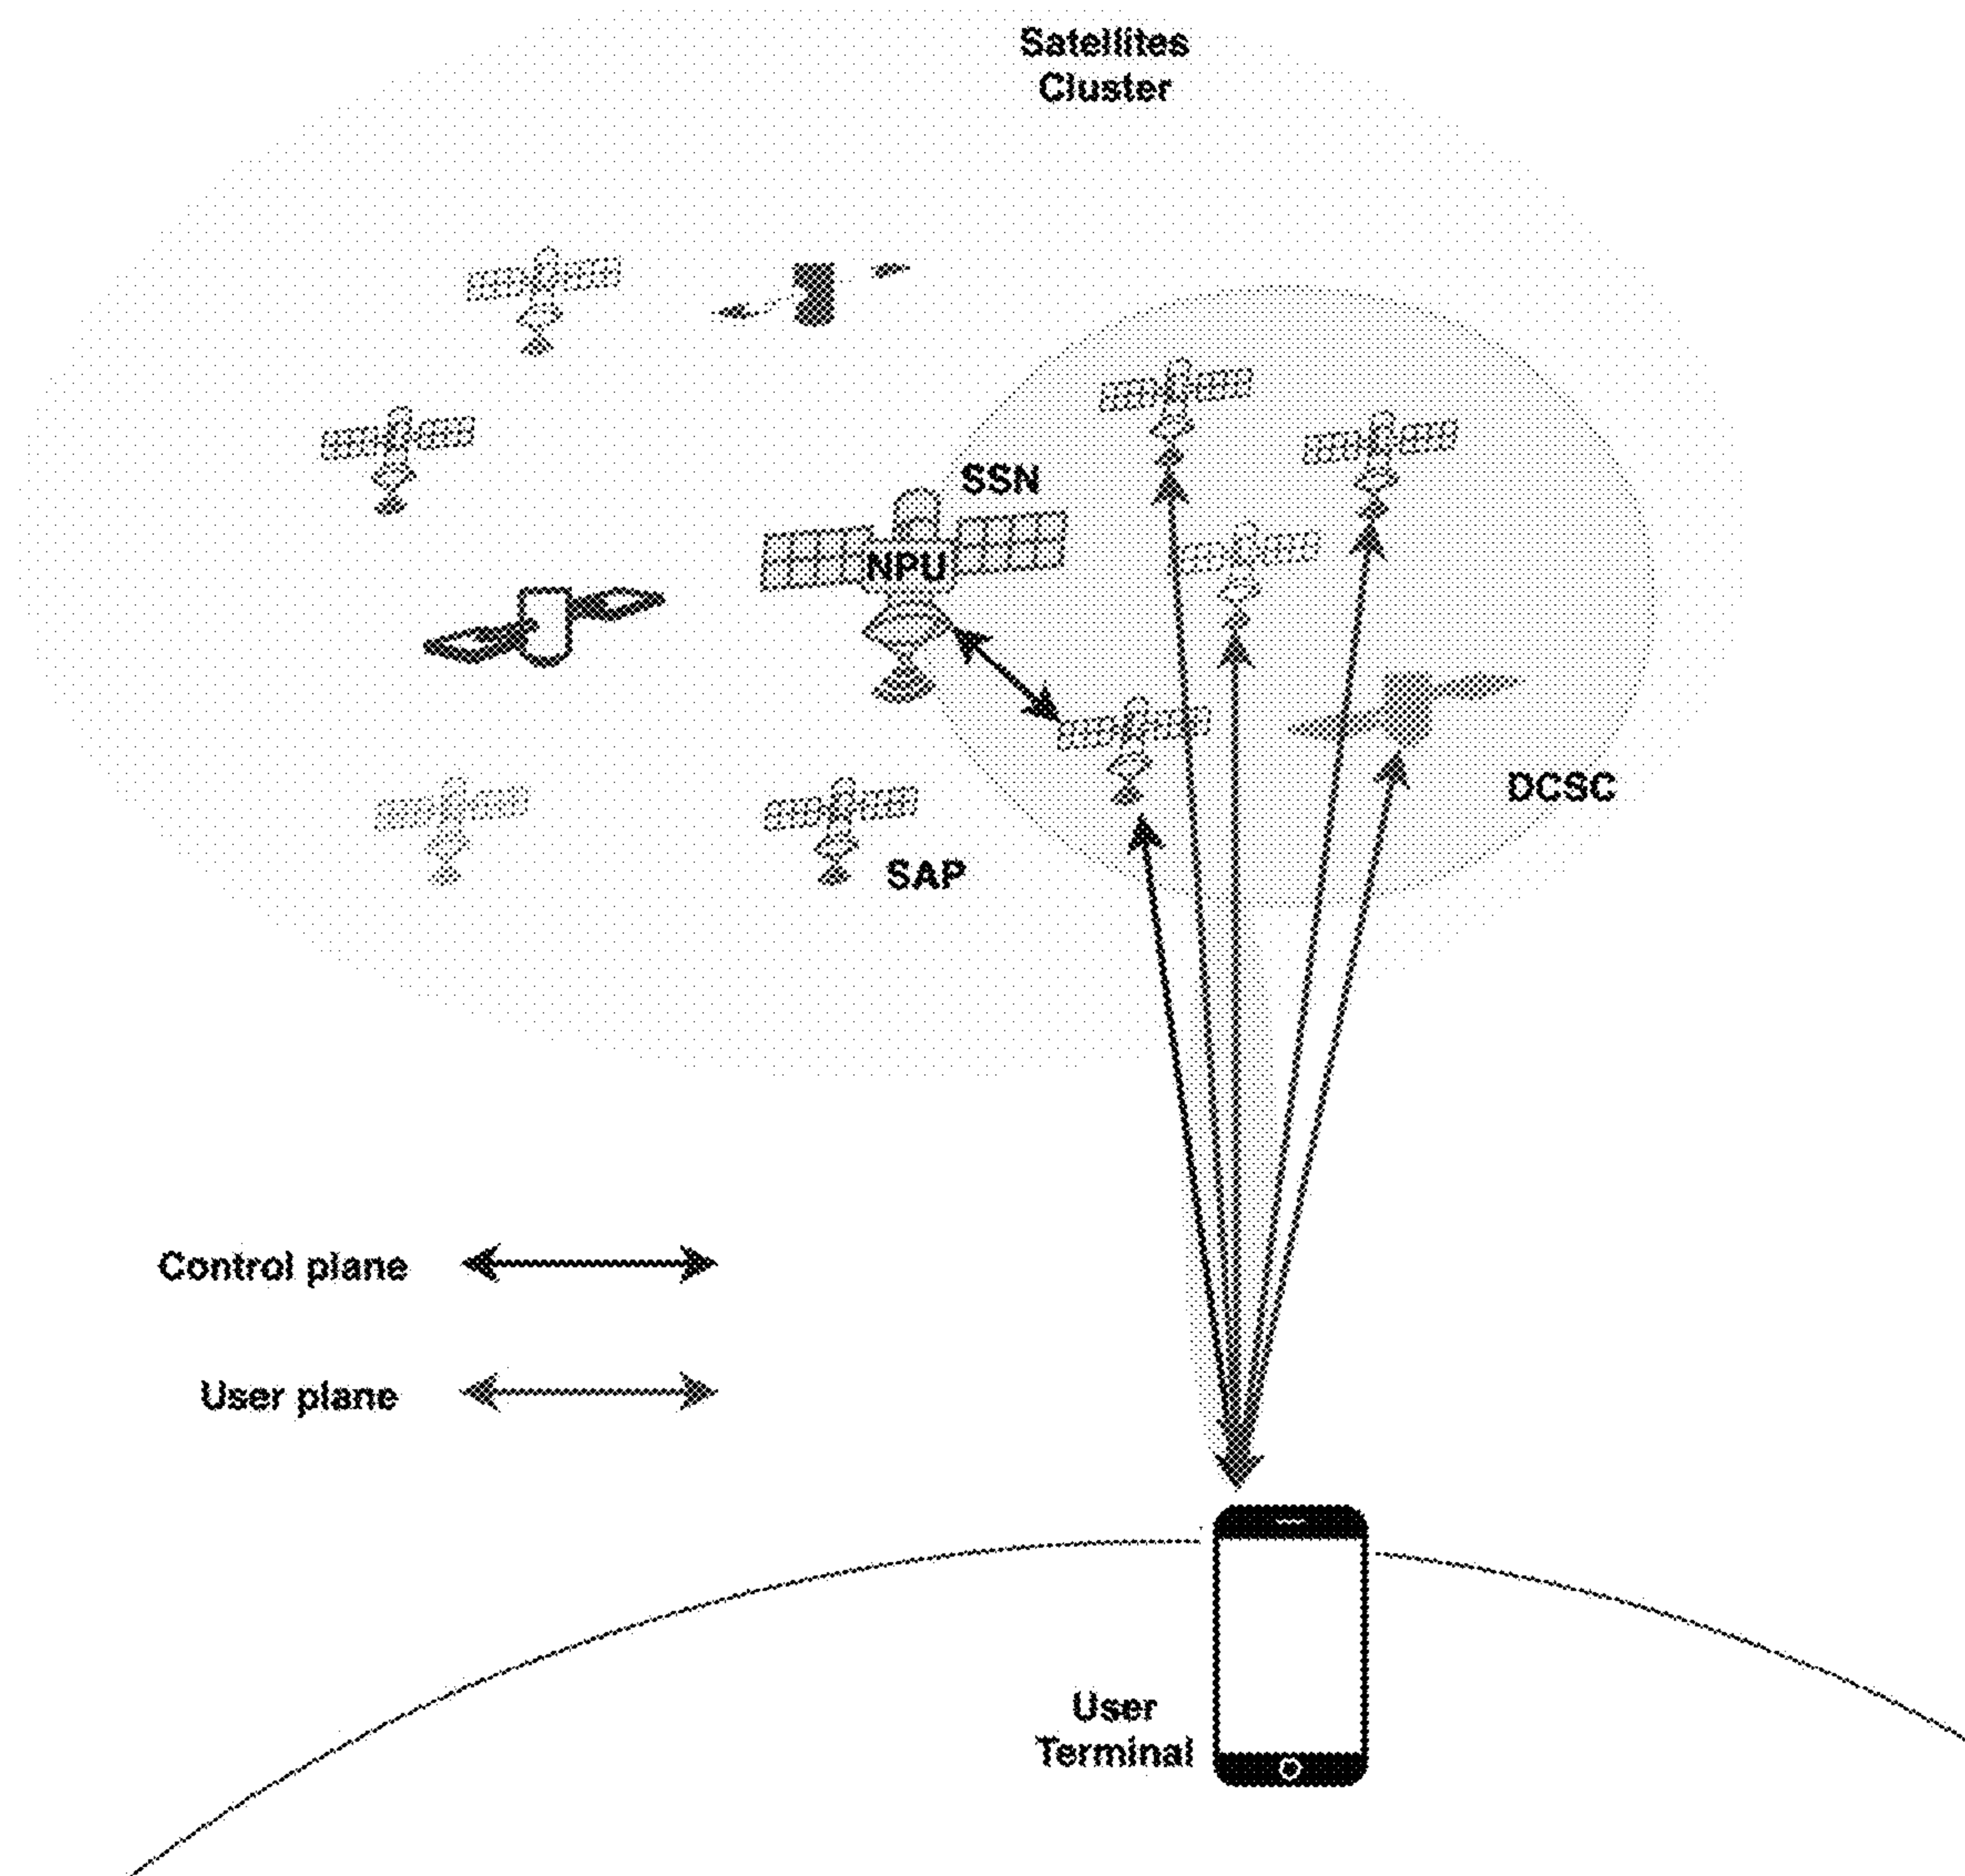 Satellites
Cluster
SSN
NPU
DCSC
SAP
Control plane
User plane
User
Terminal